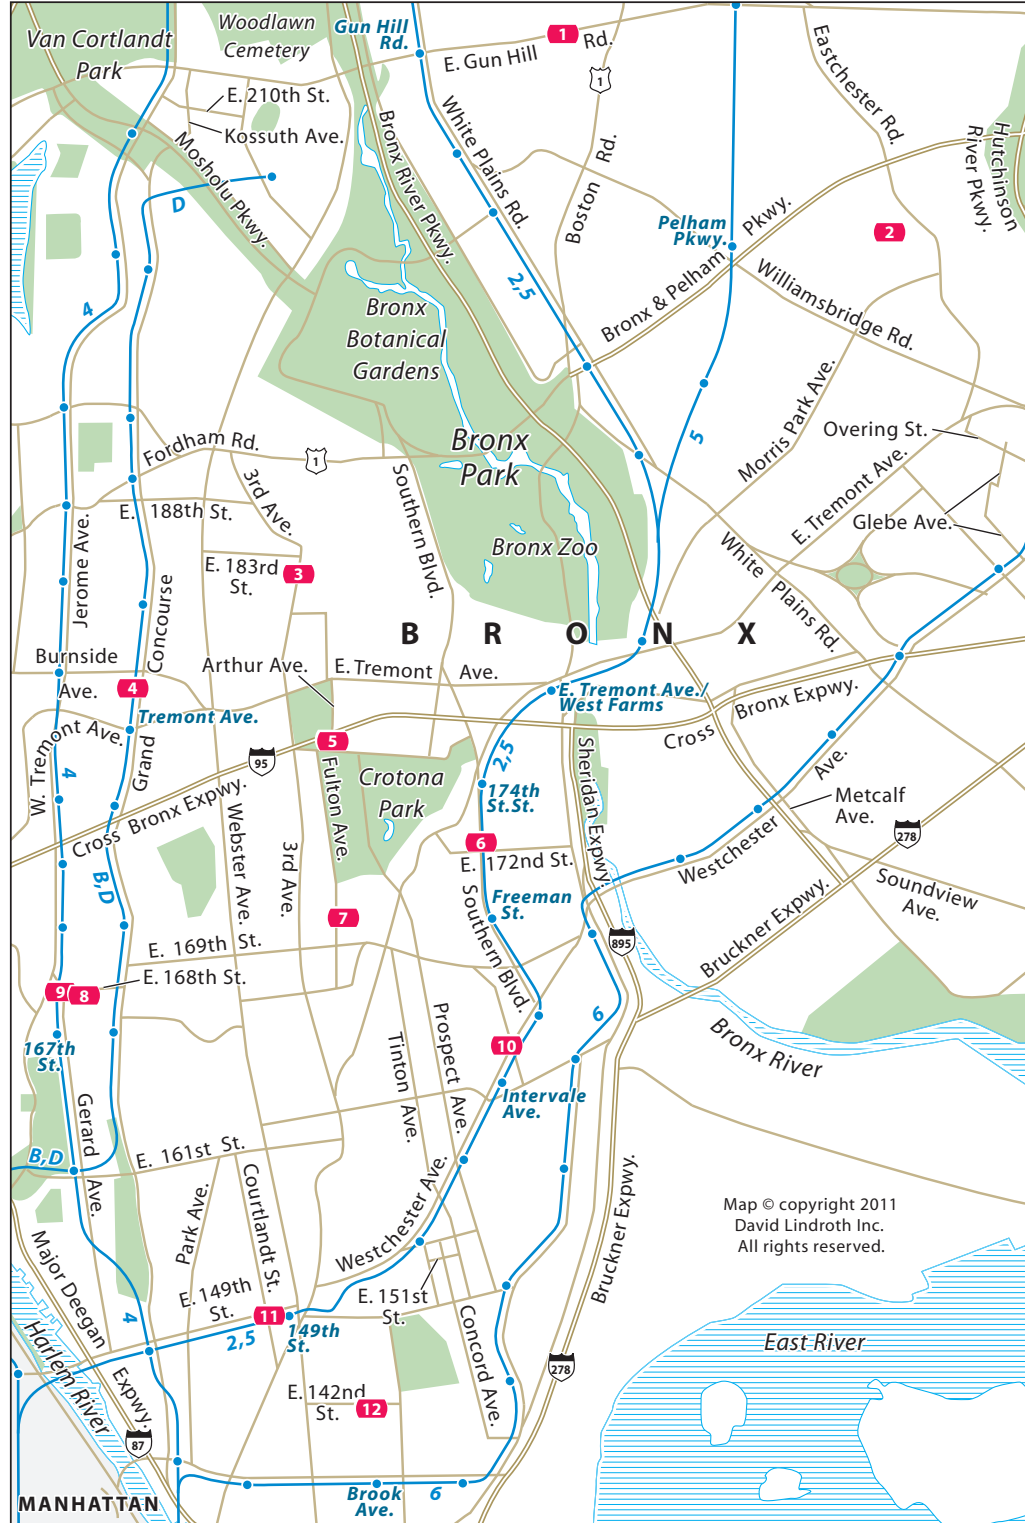 Van Cortlandt
Park
Woodlawn
Cemetery
Gun Hill
Rd.
E. Gun Hill
1
Rd.
1
Eastchester Rd.
Hutchinson
River Pkwy.
E. 210th St.
Kossuth Ave.
Mosholu Pkwy.
Bronx River Pkwy.
White Plains Rd.
Boston
Rd.
D
Pelham
Pkwy.
Pkwy.
2
4
2,5
Bronx & Pelham
Williamsbridge Rd.
Bronx
Botanical
Gardens
Morris Park Ave.
5
Overing St.
Fordham Rd.
1
Bronx
Park
3rd Ave.
Southern Blvd.
E. Tremont Ave.
Glebe Ave.
E. 188th St.
Jerome Ave.
Bronx Zoo
White Plains Rd.
E. 183rd
St.
3
Concourse
B R O N X
Burnside
Ave.
Arthur Ave.
E. Tremont Ave.
4
E. Tremont Ave./
West Farms
Bronx Expwy.
Cross
Tremont Ave.
W. Tremont Ave.
Grand
5
95
2,5
Sheridan Expwy.
Ave.
4
Fulton Ave.
Crotona
Park
174th
St.St.
Metcalf
Ave.
Cross Bronx Expwy.
Webster Ave.
3rd Ave.
6
E. 172nd St.
278
Westchester
B,D
Soundview
Ave.
Freeman
St.
7
Southern Blvd.
Bruckner Expwy.
895
E. 169th St.
E. 168th St.
9
8
6
167th
St.
10
Tinton Ave.
Prospect Ave.
Bronx River
Intervale
Ave.
Gerard
Ave.
B,D
E. 161st St.
Courtlandt St.
Park Ave.
Westchester Ave.
Bruckner Expwy.
Map © copyright 2011
David Lindroth Inc.
All rights reserved.
Major Deegan
Expwy.
E. 149th
St.
E. 151st
St.
11
149th
St.
4
2,5
Concord Ave.
East River
Harlem River
278
E. 142nd
St.
12
87
MANHATTAN
Brook
Ave.
6